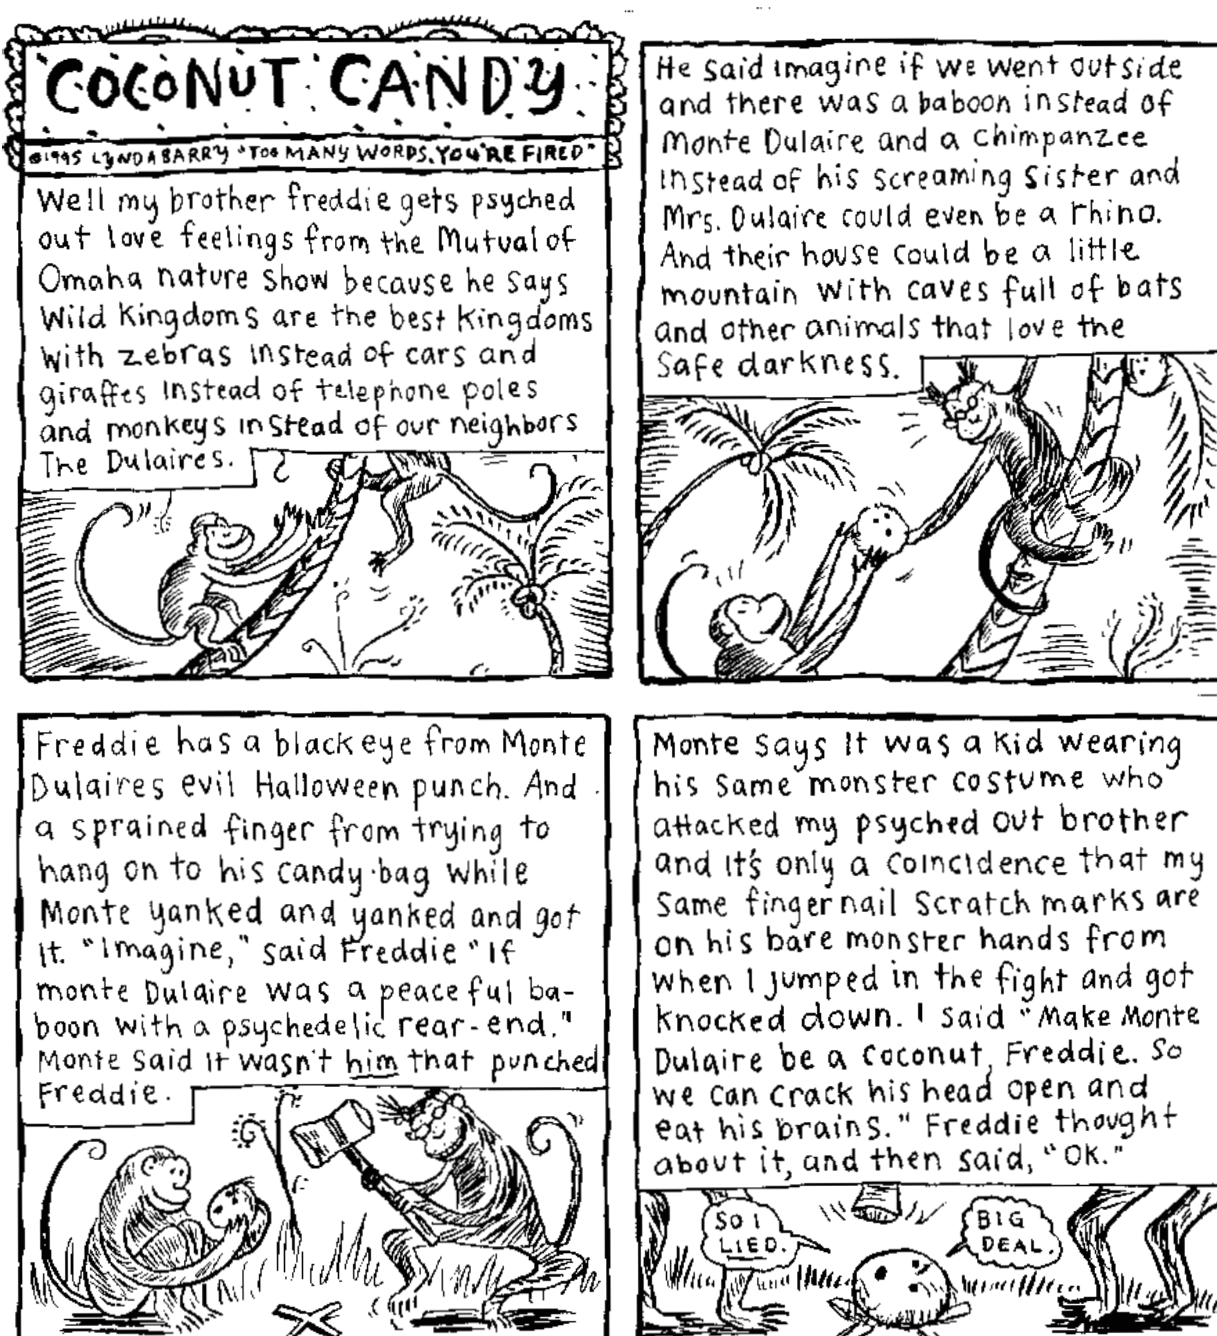 COCONUT CANDY
©1995 LYNDA BARRY "TOO MANY WORDS. YOU'RE FIRED"
Well my brother freddie gets psyched
out love feelings from the Mutual of
Omaha nature show because he says
Wild Kingdoms are the best kingdoms
with zebras instead of cars and
giraffes instead of telephone poles
and monkeys instead of our neighbors
The Dulaires.
He said imagine if we went outside
and there was a baboon instead of
Monte Dulaire and a chimpanzee
instead of his screaming sister and
Mrs. Dulaire could even be a rhino.
And their house could be a little
mountain with caves full of bats
and other animals that love the
safe darkness.
Freddie has a black eye from Monte
Dulaires evil Halloween punch. And
a sprained finger from trying to
hang on to his candy-bag while
Monte yanked and yanked and got
it. "Imagine," said Freddie "If
monte Dulaire was a peaceful ba-
boon with a psychedelic rear-end."
Monte said it wasn't him that punched
Freddie.
Monte says it was a kid wearing
his same monster costume who
attacked my psyched out brother
and it's only a coincidence that my
same fingernail scratch marks are
on his bare monster hands from
when I jumped in the fight and got
knocked down. I said "Make Monte
Dulaire be a coconut, Freddie. So
we can crack his head open and
eat his brains." Freddie thought
about it, and then said, "OK."
SO I
LIED.
BIG
DEAL.